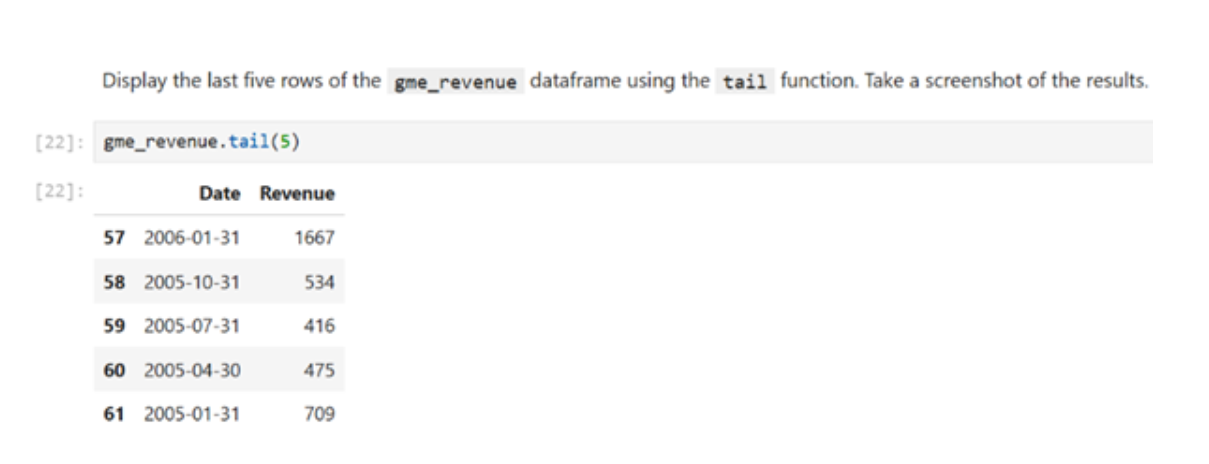 Display the last five rows of the gme_revenue dataframe using the tail function. Take a screenshot of the results.
[22]: gme_revenue.tail(5)
[22]:
Date Revenue
57 2006-01-31 1667
58 2005-10-31 534
59 2005-07-31 416
60 2005-04-30 475
61 2005-01-31 709